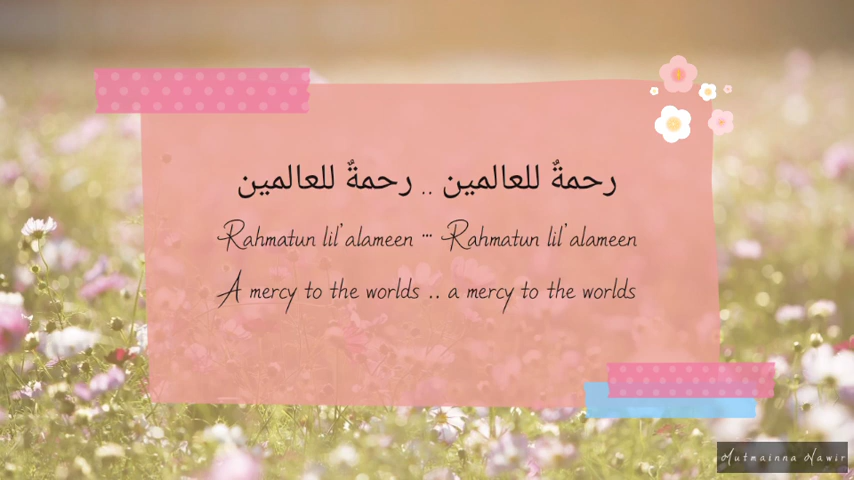 رحمةٌ للعالمين .. رحمةٌ للعالمين
Rahmatun lil'alameen ... Rahmatun lil'alameen
A mercy to the worlds .. a mercy to the worlds
Mutmainna Nawir